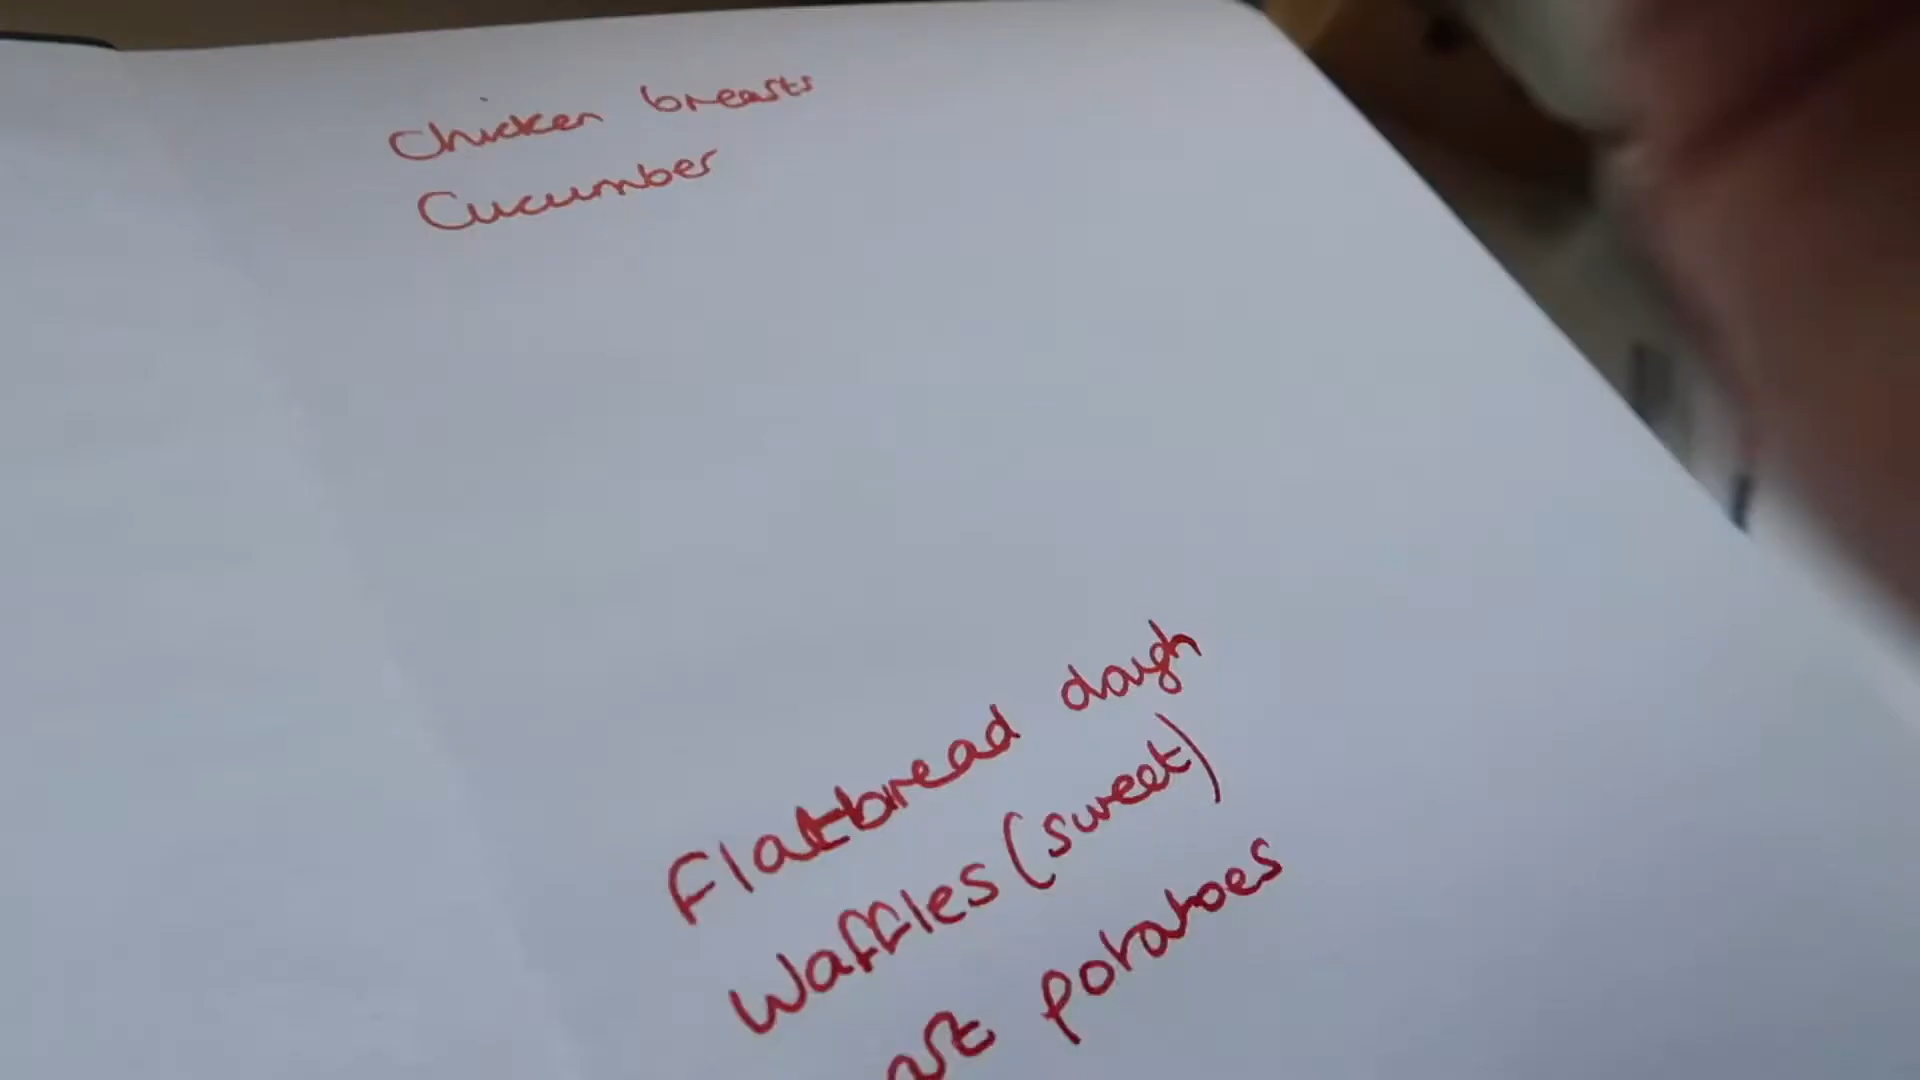 Chicken breasts
Cucumber
Flatbread dough
Waffles (sweet)
potatoes